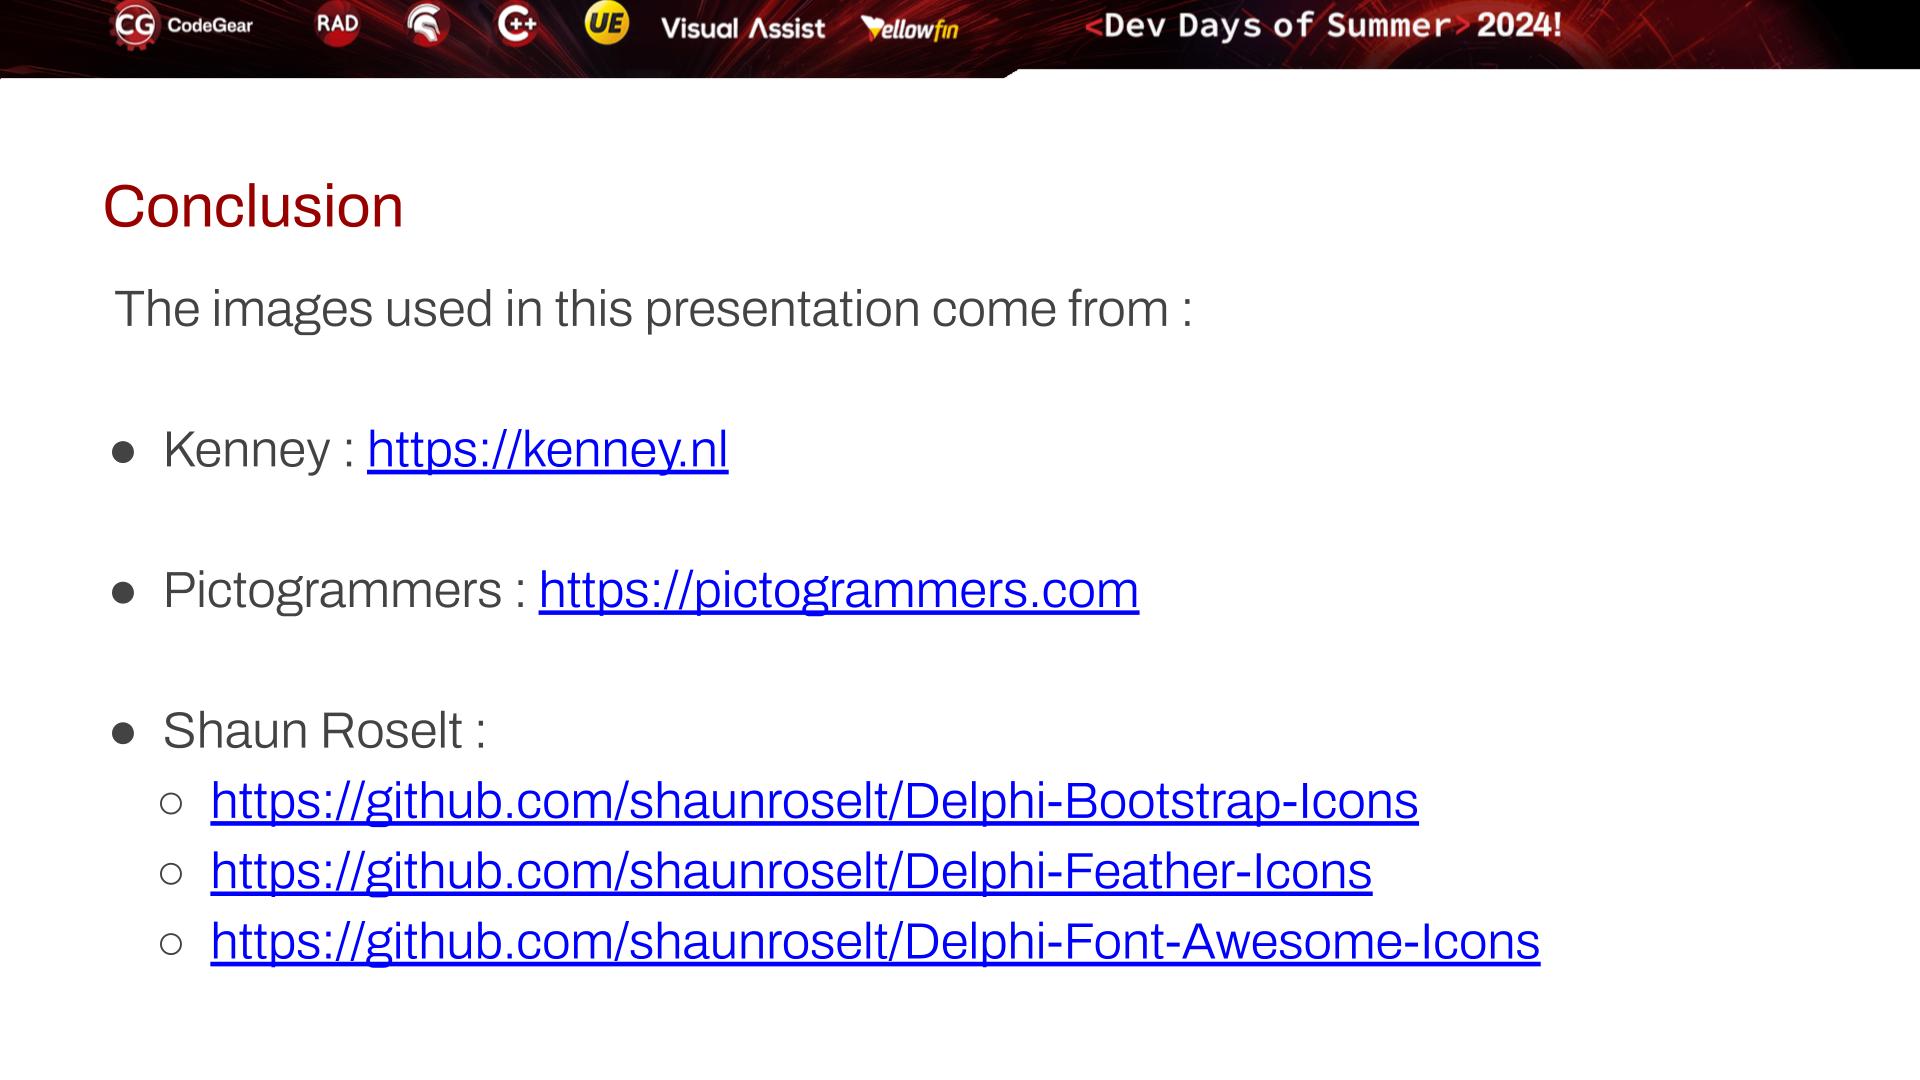 CG CodeGear RAD C++ UE Visual Assist Yellowfin <Dev Days of Summer> 2024!
Conclusion
The images used in this presentation come from :
● Kenney : https://kenney.nl
● Pictogrammers : https://pictogrammers.com
● Shaun Roselt :
○ https://github.com/shaunroselt/Delphi-Bootstrap-Icons
○ https://github.com/shaunroselt/Delphi-Feather-Icons
○ https://github.com/shaunroselt/Delphi-Font-Awesome-Icons